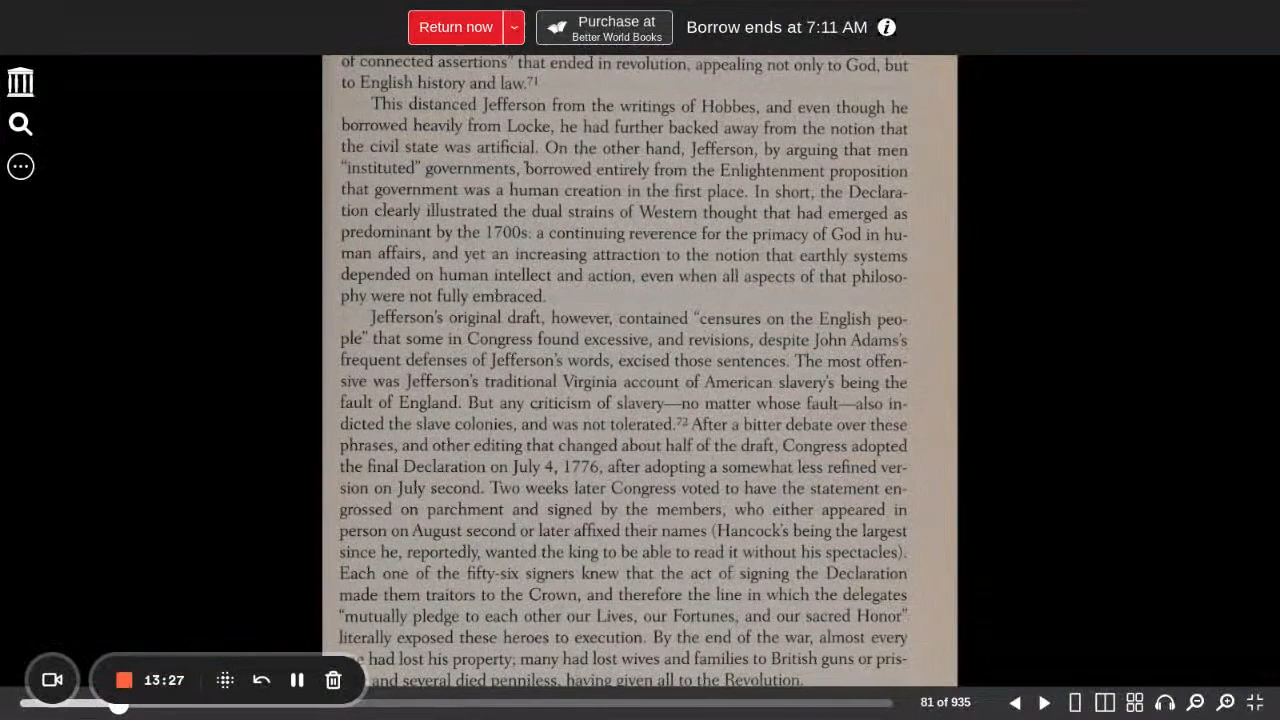 Return now
Purchase at
Better World Books
Borrow ends at 7:11 AM
of connected assertions" that ended in revolution, appealing not only to God, but
to English history and law.71
This distanced Jefferson from the writings of Hobbes, and even though he
borrowed heavily from Locke, he had further backed away from the notion that
the civil state was artificial. On the other hand, Jefferson, by arguing that men
"instituted" governments, borrowed entirely from the Enlightenment proposition
that government was a human creation in the first place. In short, the Declara-
tion clearly illustrated the dual strains of Western thought that had emerged as
predominant by the 1700s: a continuing reverence for the primacy of God in hu-
man affairs, and yet an increasing attraction to the notion that earthly systems
depended on human intellect and action, even when all aspects of that philoso-
phy were not fully embraced.
Jefferson's original draft, however, contained "censures on the English peo-
ple" that some in Congress found excessive, and revisions, despite John Adams's
frequent defenses of Jefferson's words, excised those sentences. The most offen-
sive was Jefferson's traditional Virginia account of American slavery's being the
fault of England. But any criticism of slavery—no matter whose fault—also in-
dicted the slave colonies, and was not tolerated.72 After a bitter debate over these
phrases, and other editing that changed about half of the draft, Congress adopted
the final Declaration on July 4, 1776, after adopting a somewhat less refined ver-
sion on July second. Two weeks later Congress voted to have the statement en-
grossed on parchment and signed by the members, who either appeared in
person on August second or later affixed their names (Hancock's being the largest
since he, reportedly, wanted the king to be able to read it without his spectacles).
Each one of the fifty-six signers knew that the act of signing the Declaration
made them traitors to the Crown, and therefore the line in which the delegates
"mutually pledge to each other our Lives, our Fortunes, and our sacred Honor"
literally exposed these heroes to execution. By the end of the war, almost every
had lost his property; many had lost wives and families to British guns or pris-
and several died penniless, having given all to the Revolution.
13:27
81 of 935